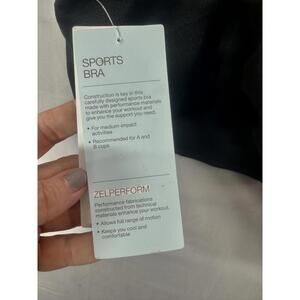 SPORTS
BRA
Construction is key in this
carefully designed sports bra
made with performance materials
to enhance your workout and
give you the support you need.
• For medium-impact
activities
• Recommended for A and
B cups
ZELPERFORM
Performance fabrications
constructed from technical
materials enhance your workout.
• Allows full range of motion
• Keeps you cool and
comfortable